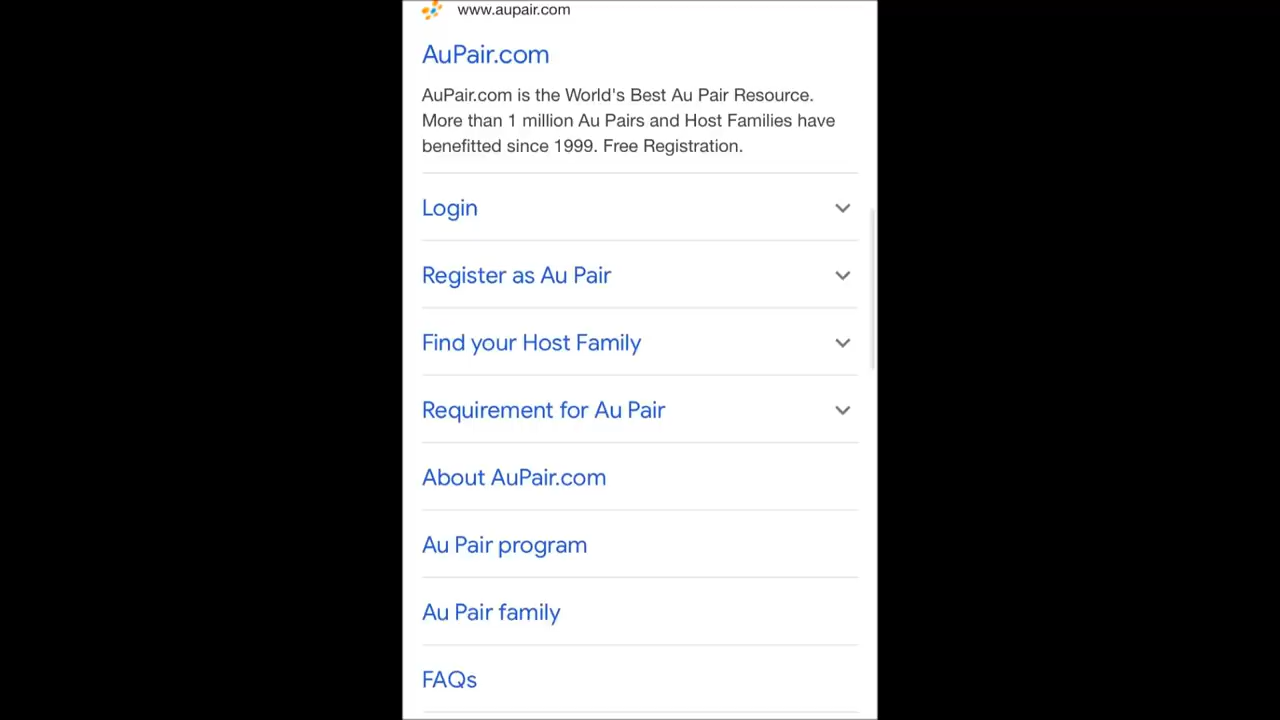 www.aupair.com
AuPair.com
AuPair.com is the World's Best Au Pair Resource.
More than 1 million Au Pairs and Host Families have
benefitted since 1999. Free Registration.
Login
Register as Au Pair
Find your Host Family
Requirement for Au Pair
About AuPair.com
Au Pair program
Au Pair family
FAQs